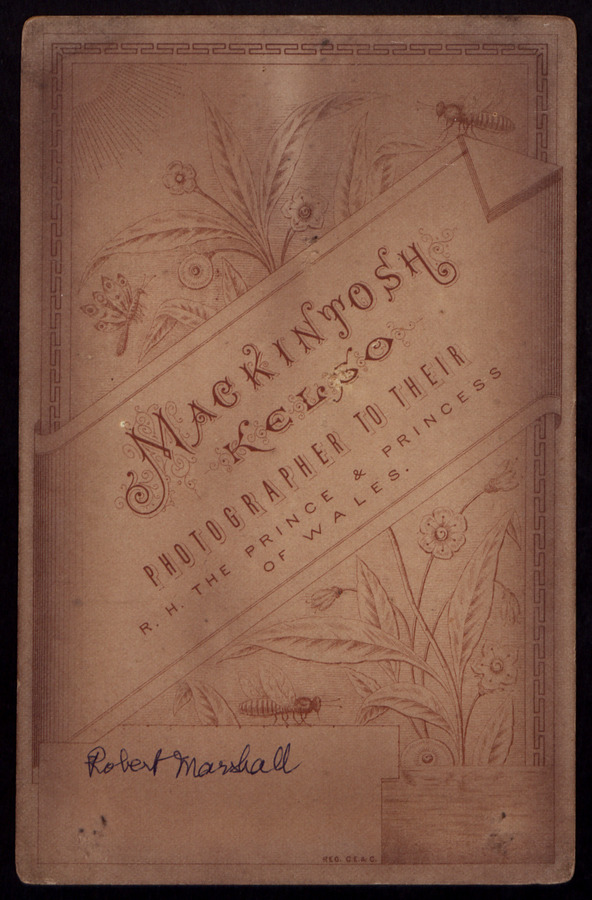 MACKINTOSH
KELSO
PHOTOGRAPHER TO THEIR
R. H. THE PRINCE & PRINCESS
OF WALES.
Robert Marshall